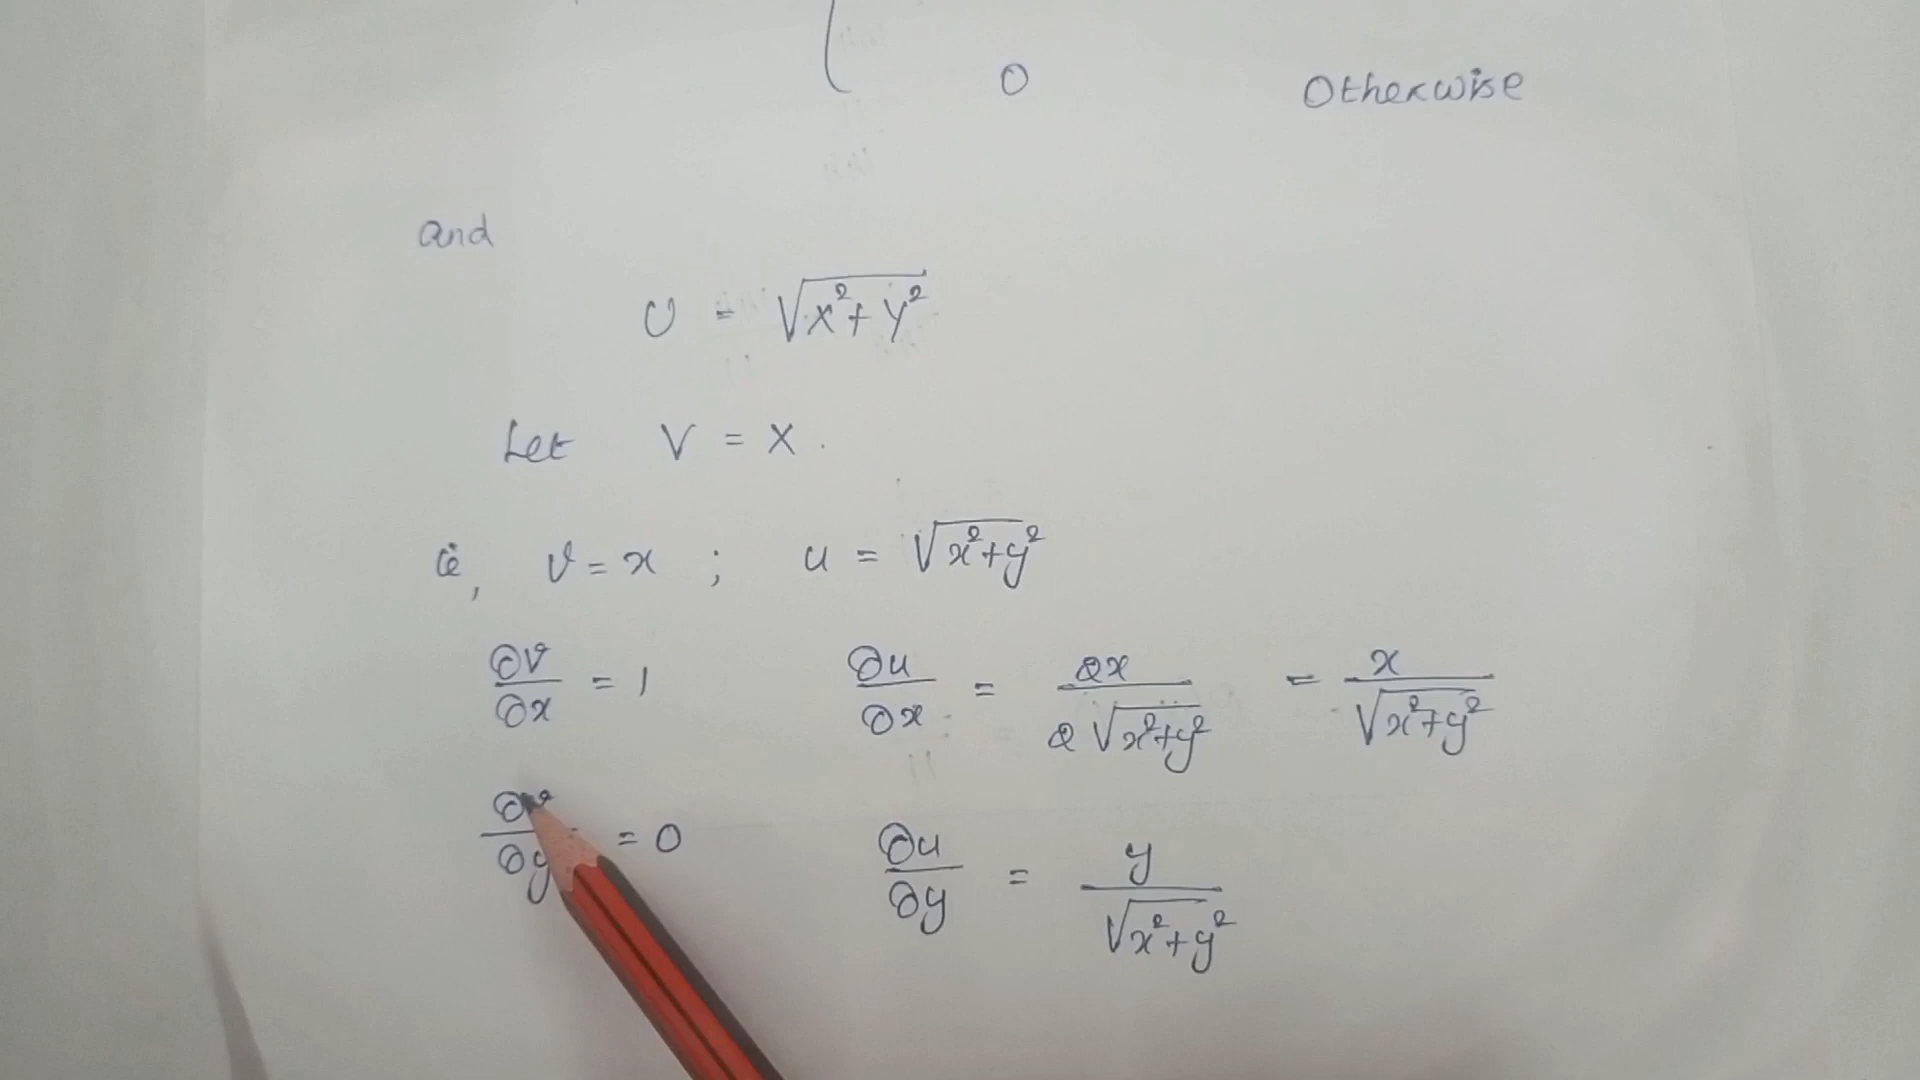 0 Otherwise
and
U = √(X²+Y²)
Let V = X.
ie, v = x ; u = √(x²+y²)
∂v/∂x = 1 ∂u/∂x = 2x/(2√(x²+y²)) = x/√(x²+y²)
∂v/∂y = 0 ∂u/∂y = y/√(x²+y²)